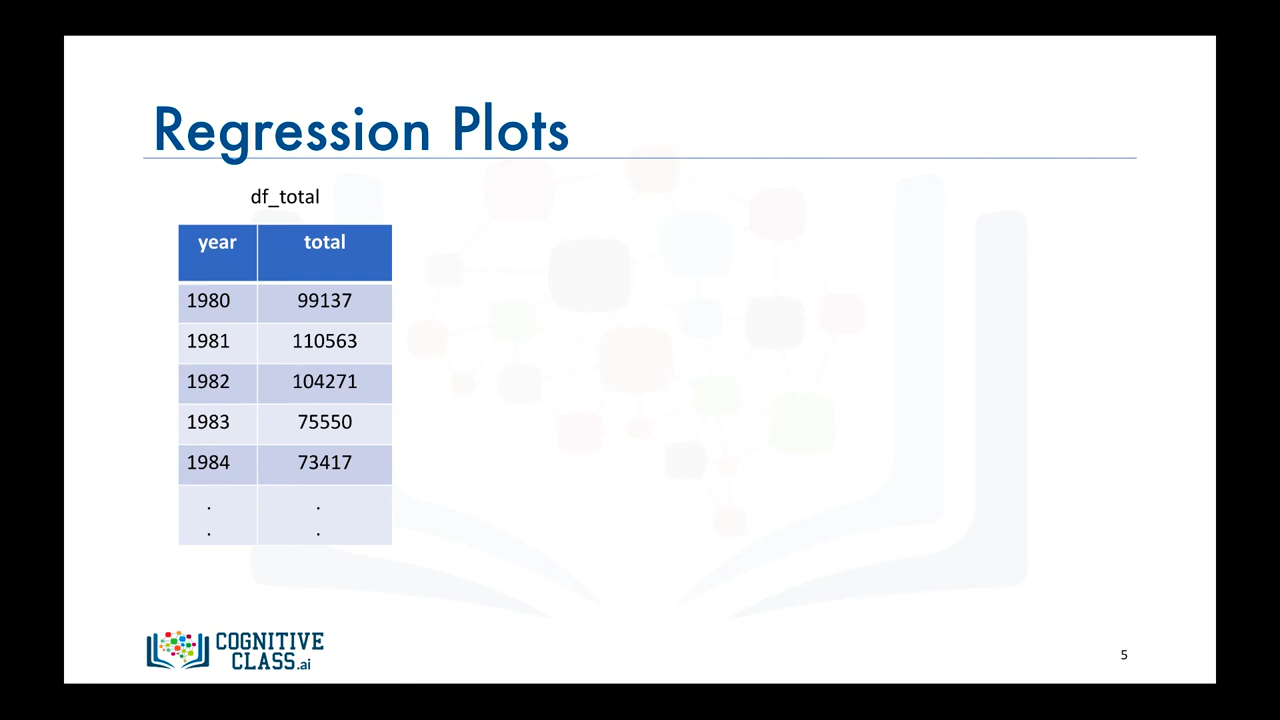 Regression Plots
df_total
year total
1980 99137
1981 110563
1982 104271
1983 75550
1984 73417
. .
. .
COGNITIVE
CLASS.ai
5